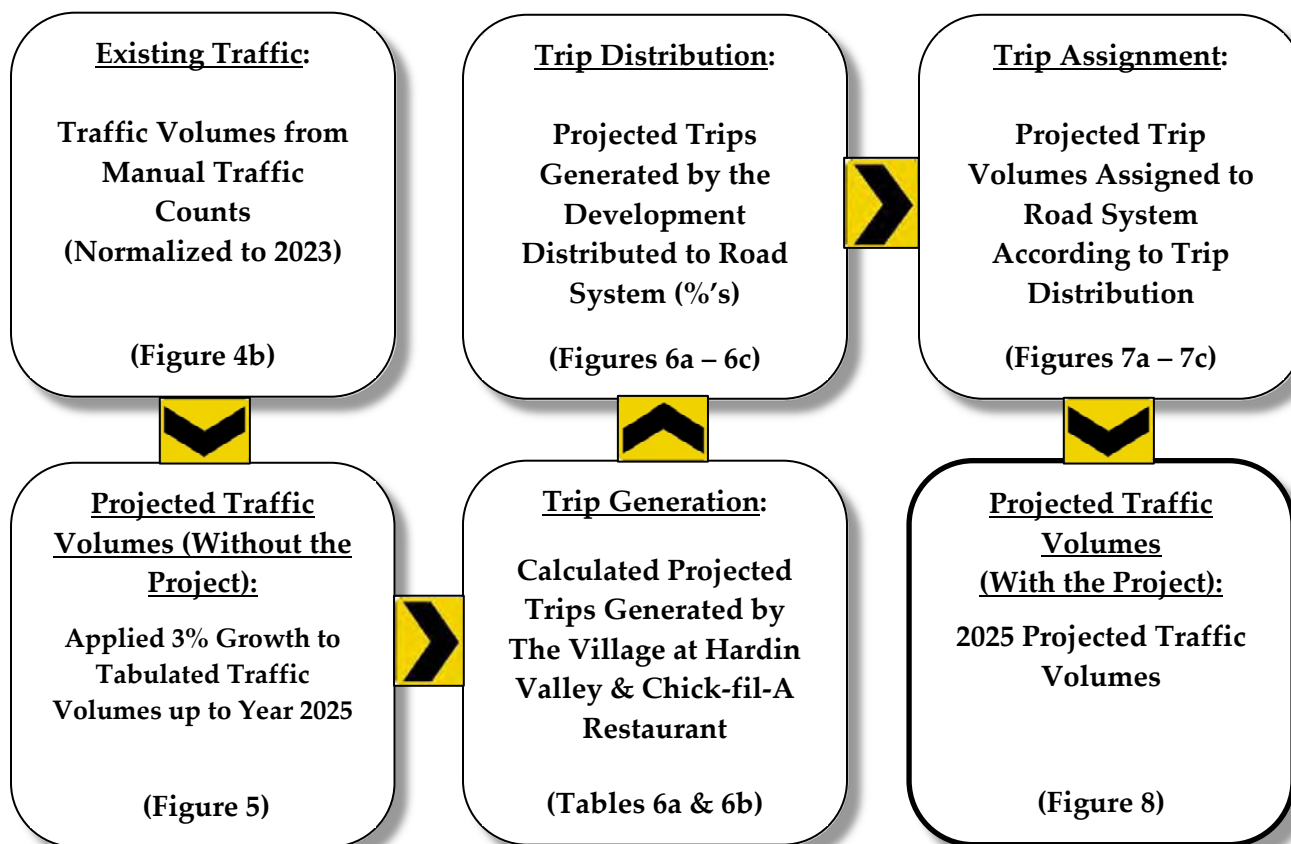 Existing Traffic:
Traffic Volumes from
Manual Traffic
Counts
(Normalized to 2023)
(Figure 4b)
Projected Traffic
Volumes (Without the
Project):
Applied 3% Growth to
Tabulated Traffic
Volumes up to Year 2025
(Figure 5)
Trip Generation:
Calculated Projected
Trips Generated by
The Village at Hardin
Valley & Chick-fil-A
Restaurant
(Tables 6a & 6b)
Trip Distribution:
Projected Trips
Generated by the
Development
Distributed to Road
System (%’s)
(Figures 6a – 6c)
Trip Assignment:
Projected Trip
Volumes Assigned to
Road System
According to Trip
Distribution
(Figures 7a – 7c)
Projected Traffic
Volumes
(With the Project):
2025 Projected Traffic
Volumes
(Figure 8)